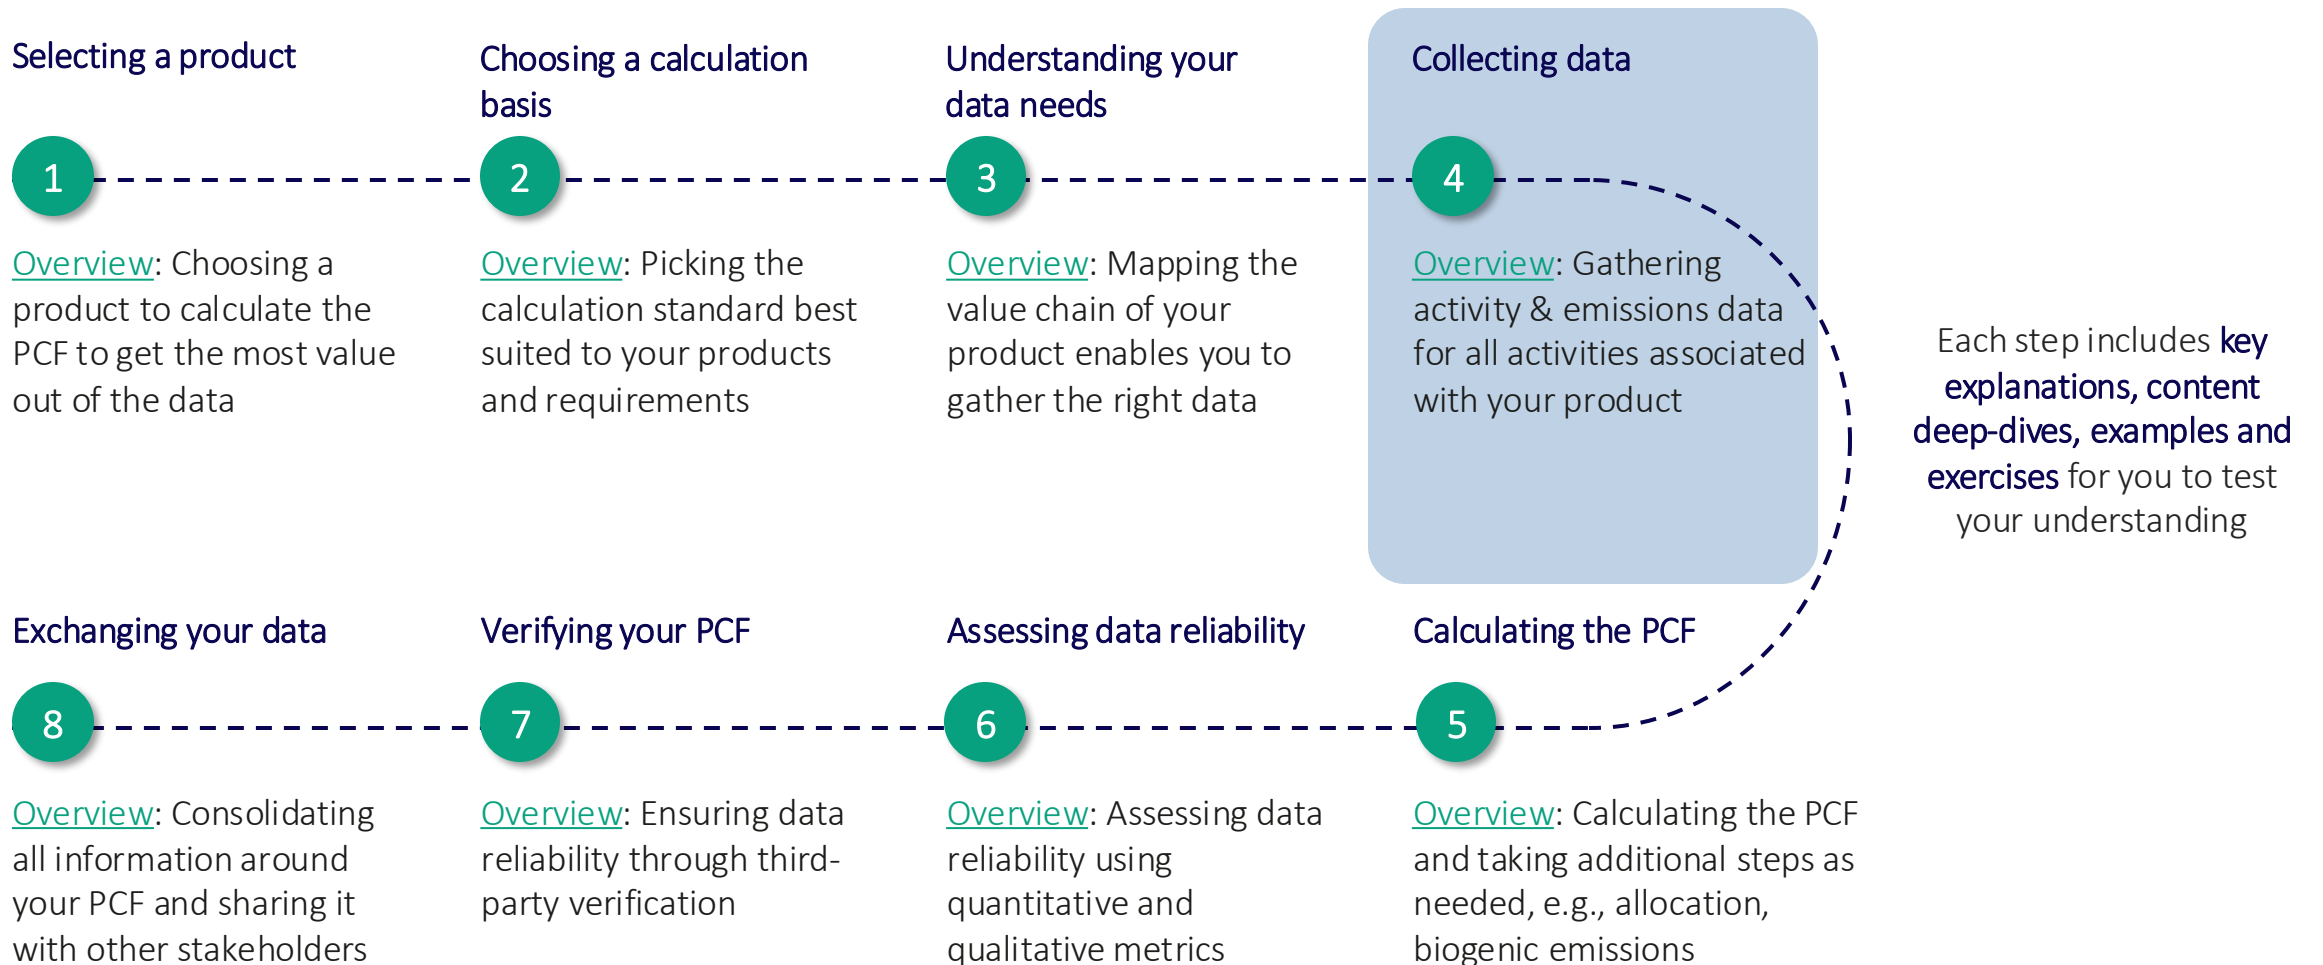 Selecting a product
1
Overview: Choosing a
product to calculate the
PCF to get the most value
out of the data
Choosing a calculation
basis
2
Overview: Picking the
calculation standard best
suited to your products
and requirements
Understanding your
data needs
3
Overview: Mapping the
value chain of your
product enables you to
gather the right data
Collecting data
4
Overview: Gathering
activity & emissions data
for all activities associated
with your product
Each step includes key
explanations, content
deep-dives, examples and
exercises for you to test
your understanding
Calculating the PCF
5
Overview: Calculating the PCF
and taking additional steps as
needed, e.g., allocation,
biogenic emissions
Assessing data reliability
6
Overview: Assessing data
reliability using
quantitative and
qualitative metrics
Verifying your PCF
7
Overview: Ensuring data
reliability through third-
party verification
Exchanging your data
8
Overview: Consolidating
all information around
your PCF and sharing it
with other stakeholders